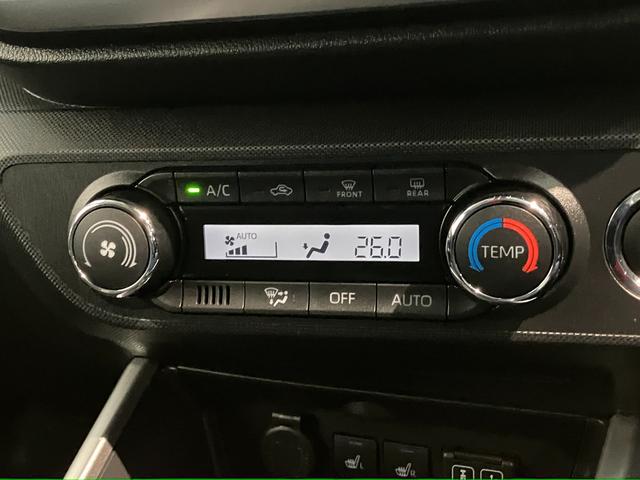 A/C
FRONT
REAR
AUTO
26.0
TEMP
OFF
AUTO
L
R